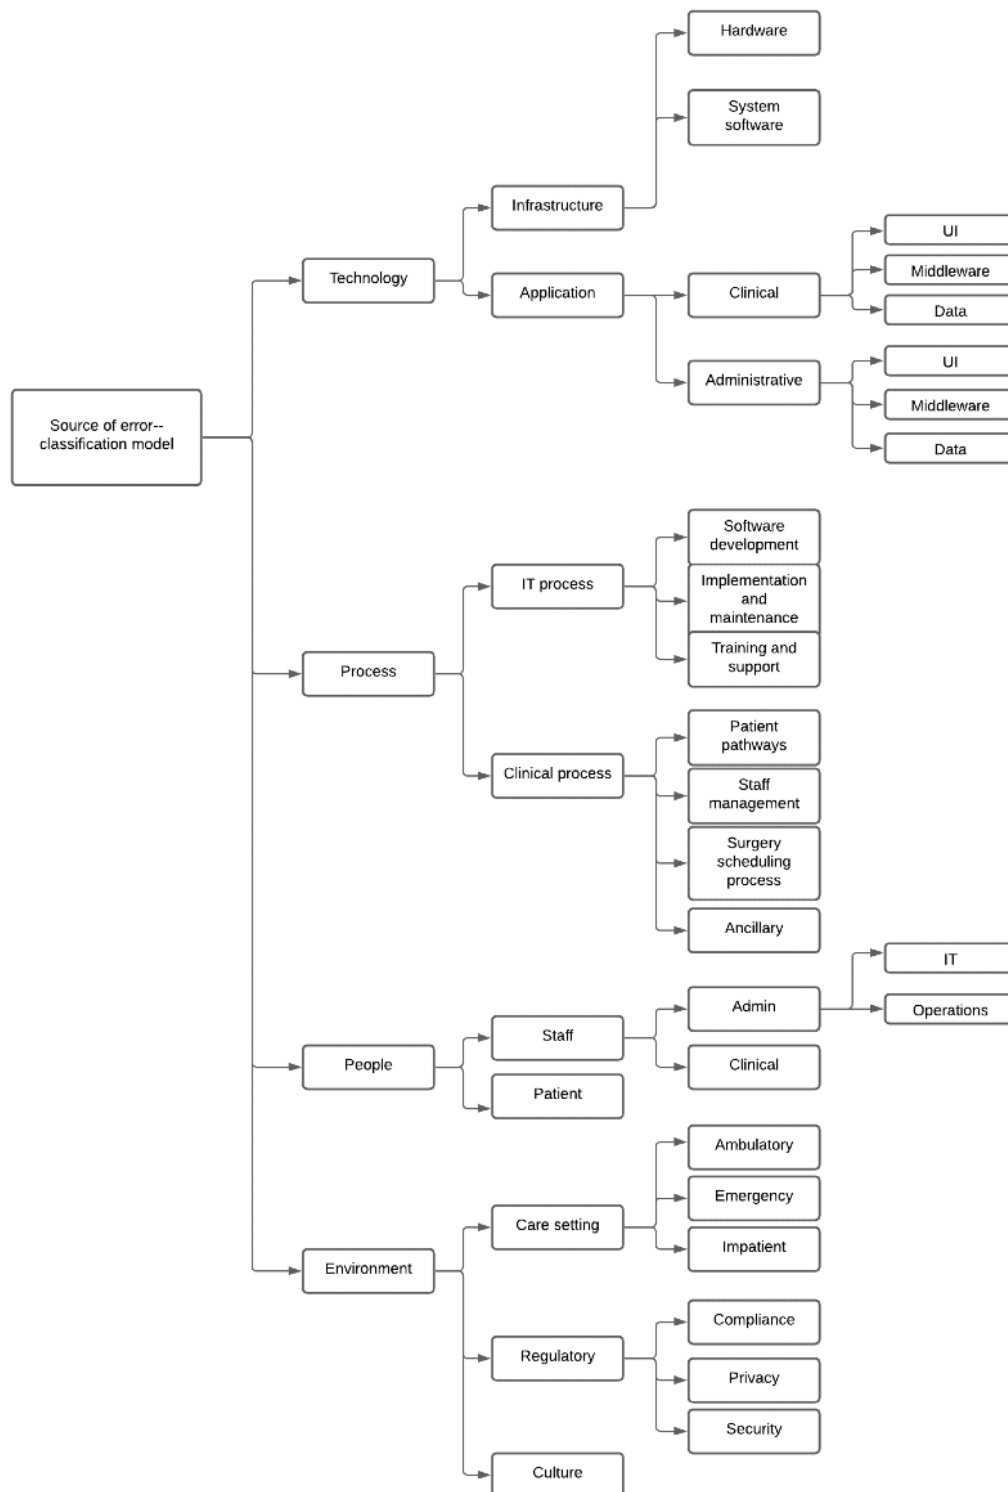 Hardware
System
software
Infrastructure
Technology
Application
Clinical
UI
Middleware
Data
Administrative
UI
Middleware
Data
Source of error--
classification model
Software
development
IT process
Implementation
and
maintenance
Training and
support
Process
Patient
pathways
Clinical process
Staff
management
Surgery
scheduling
process
Ancillary
IT
Admin
Operations
Staff
People
Clinical
Patient
Ambulatory
Emergency
Care setting
Impatient
Environment
Compliance
Regulatory
Privacy
Security
Culture